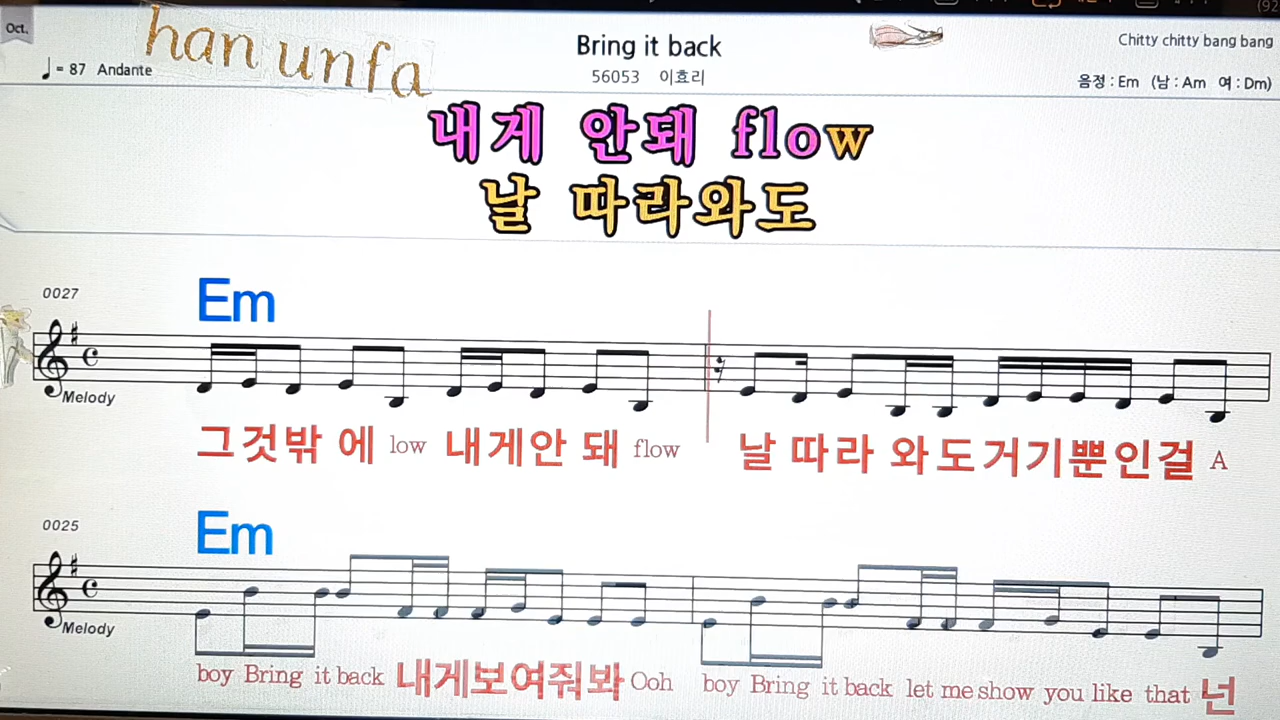 Oct.
han unfa
Bring it back
Chitty chitty bang bang
= 87 Andante
56053 이효리
음정 : Em (남 : Am 여 : Dm)
내게 안돼 flow
날 따라와도
Em
0027
Melody
그것밖 에 low 내게안 돼 flow 날 따라 와도거기뿐인걸 A
Em
0025
Melody
boy Bring it back 내게보여줘봐 Ooh boy Bring it back let me show you like that 넌